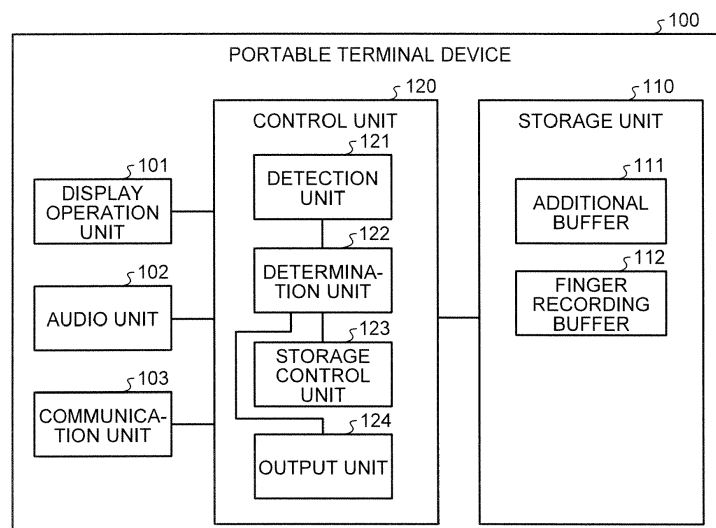 100
PORTABLE TERMINAL DEVICE
120
CONTROL UNIT
110
STORAGE UNIT
101
DISPLAY
OPERATION
UNIT
102
AUDIO UNIT
103
COMMUNICA-
TION UNIT
121
DETECTION
UNIT
122
DETERMINA-
TION UNIT
123
STORAGE
CONTROL
UNIT
124
OUTPUT UNIT
111
ADDITIONAL
BUFFER
112
FINGER
RECORDING
BUFFER